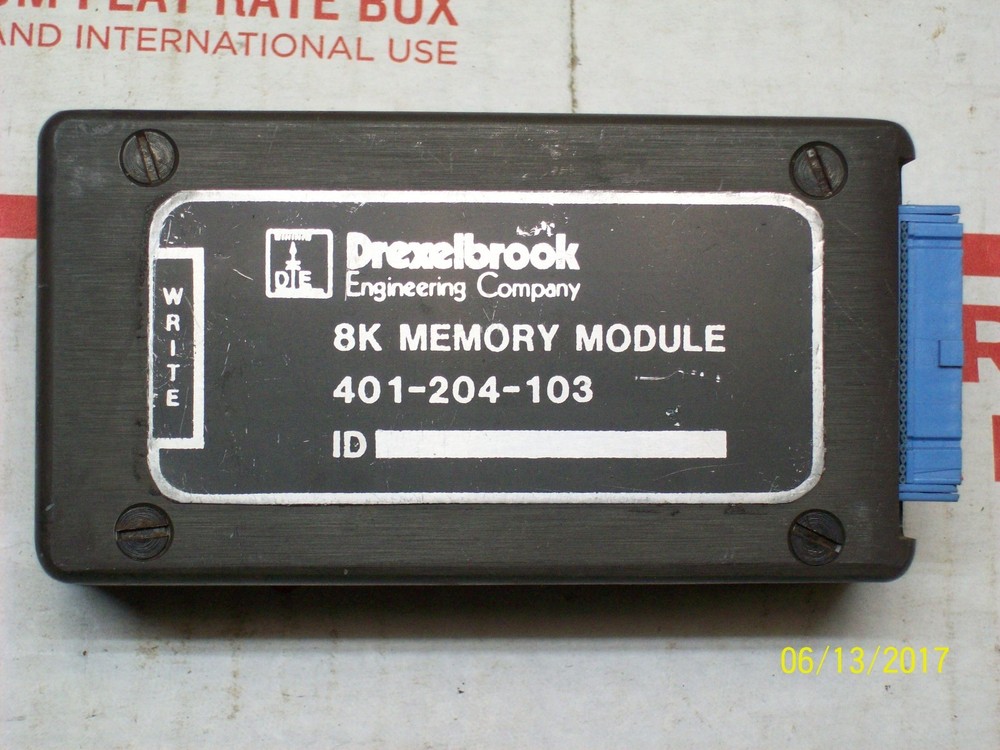 FLAT RATE BOX
AND INTERNATIONAL USE
WRITE
DE
Drexelbrook
Engineering Company
8K MEMORY MODULE
401-204-103
ID
R
06/13/2017